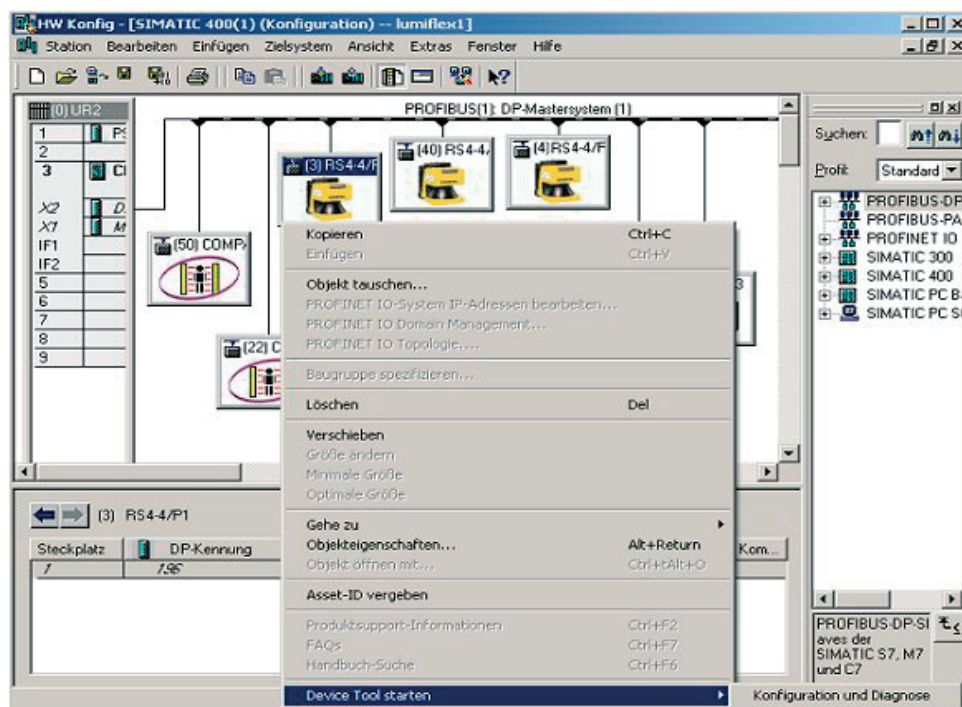 HW Konfig - [SIMATIC 400(1) (Konfiguration) -- lumiflex1]
Station Bearbeiten Einfügen Zielsystem Ansicht Extras Fenster Hilfe
(0) UR2
1
2
3
X2 D
X1 M
IF1
IF2
5
6
7
8
9
PROFIBUS(1): DP-Mastersystem (1)
(3) RS4-4/P
(40) RS4-4/
(4)RS4-4/F
(50) COMP
(22) C
3
Kopieren Ctrl+C
Einfügen Ctrl+V
Objekt tauschen...
PROFINET IO-System IP-Adressen bearbeiten...
PROFINET IO Domain Management...
PROFINET IO Topologie....
Baugruppe spezifizieren...
Löschen Del
Verschieben
Größe ändern
Minimale Größe
Optimale Größe
Gehe zu
Objekteigenschaften... Alt+Return
Objekt öffnen mit... Ctrl+tAlt+O
Asset-ID vergeben
Produktsupport-Informationen Ctrl+F2
FAQs Ctrl+F7
Handbuch-Suche Ctrl+F6
Device Tool starten
Konfiguration und Diagnose
(3) RS4-4/P1
Steckplatz DP-Kennung Kom...
1 196
Suchen:
Profil: Standard
PROFIBUS-DP
PROFIBUS-PA
PROFINET IO
SIMATIC 300
SIMATIC 400
SIMATIC PC B
SIMATIC PC S
PROFIBUS-DP-Sl
aves der
SIMATIC S7, M7
und C7